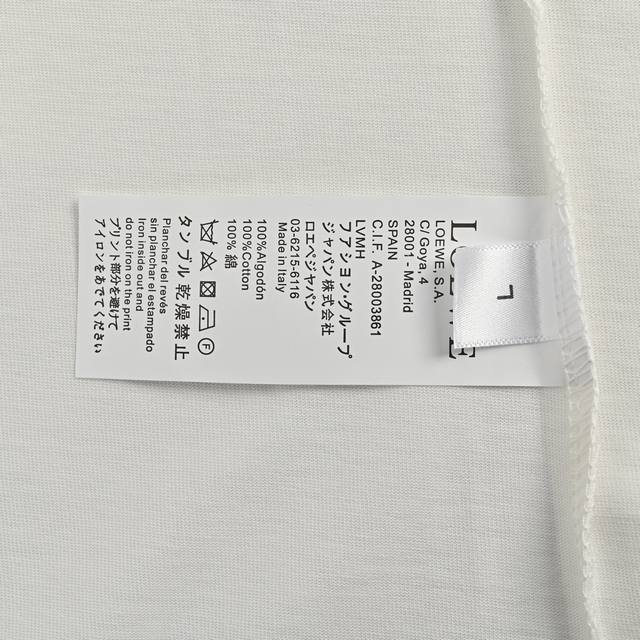 L
LOEWE
LOEWE, S.A.
C/ Goya, 4
28001 - Madrid
SPAIN
C.I.F. A-28003861
LVMH
ファション・グループ
ジャパン株式会社
ロエベジャパン
03-6215-6116
Made in Italy
100%Algodón
100%Cotton
100% 綿
F
タンブル乾燥禁止
Planchar del revés
sin planchar el estampado
Iron inside out and
do not iron on the print
プリント部分を避けて
アイロンをあでてください